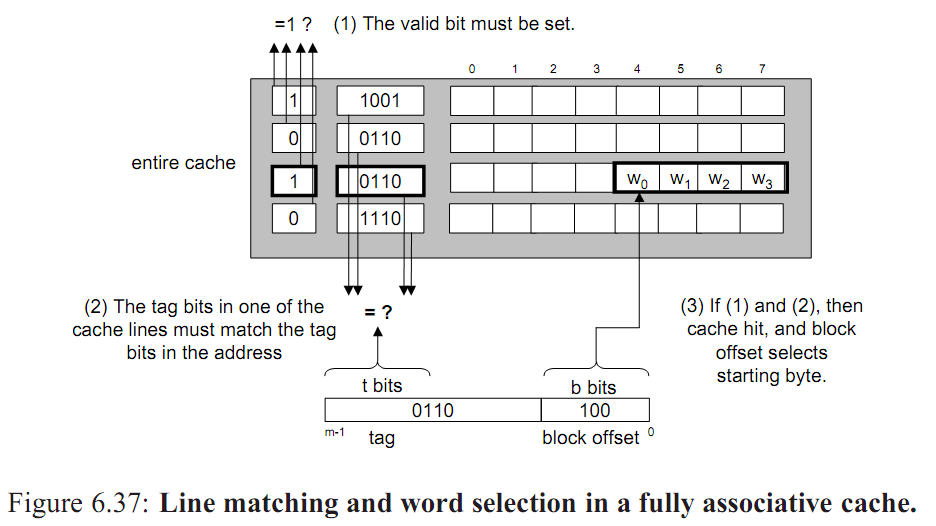 =1 ? (1) The valid bit must be set.
0 1 2 3 4 5 6 7
1 1001
0 0110
entire cache
1 0110 w0 w1 w2 w3
0 1110
(2) The tag bits in one of the
cache lines must match the tag
bits in the address
= ?
(3) If (1) and (2), then
cache hit, and block
offset selects
starting byte.
t bits b bits
0110 100
m-1 tag block offset 0
Figure 6.37: Line matching and word selection in a fully associative cache.